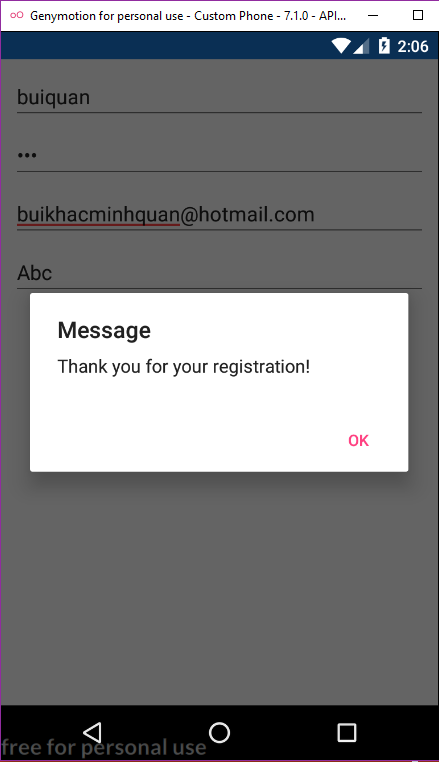 Genymotion for personal use - Custom Phone - 7.1.0 - API...
2:06
buiquan
•••
buikhacminhquan@hotmail.com
Abc
Message
Thank you for your registration!
OK
free for personal use